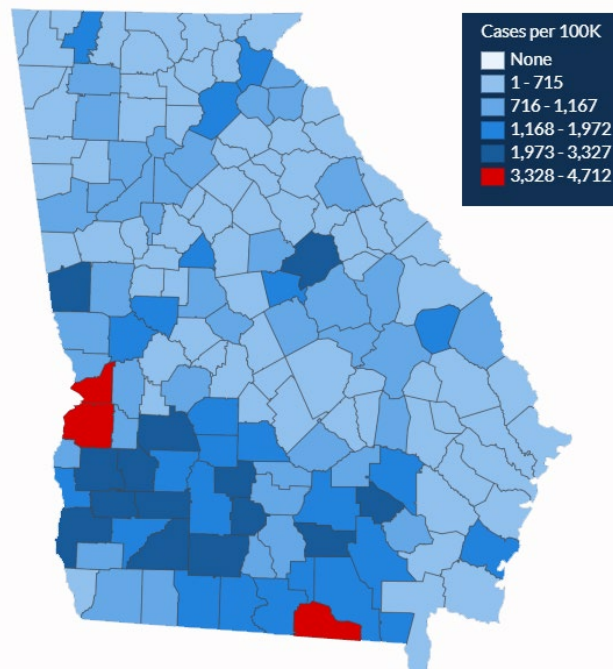 Cases per 100K
None
1 - 715
716 - 1,167
1,168 - 1,972
1,973 - 3,327
3,328 - 4,712